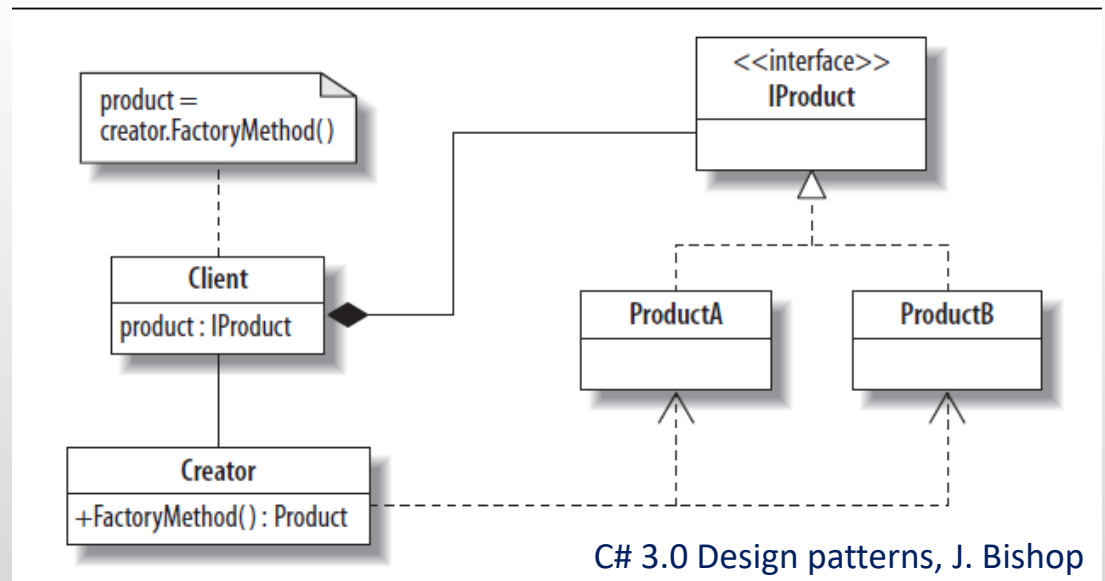 product =
creator.FactoryMethod()
<<interface>>
IProduct
Client
product : IProduct
ProductA
ProductB
Creator
+FactoryMethod() : Product
C# 3.0 Design patterns, J. Bishop